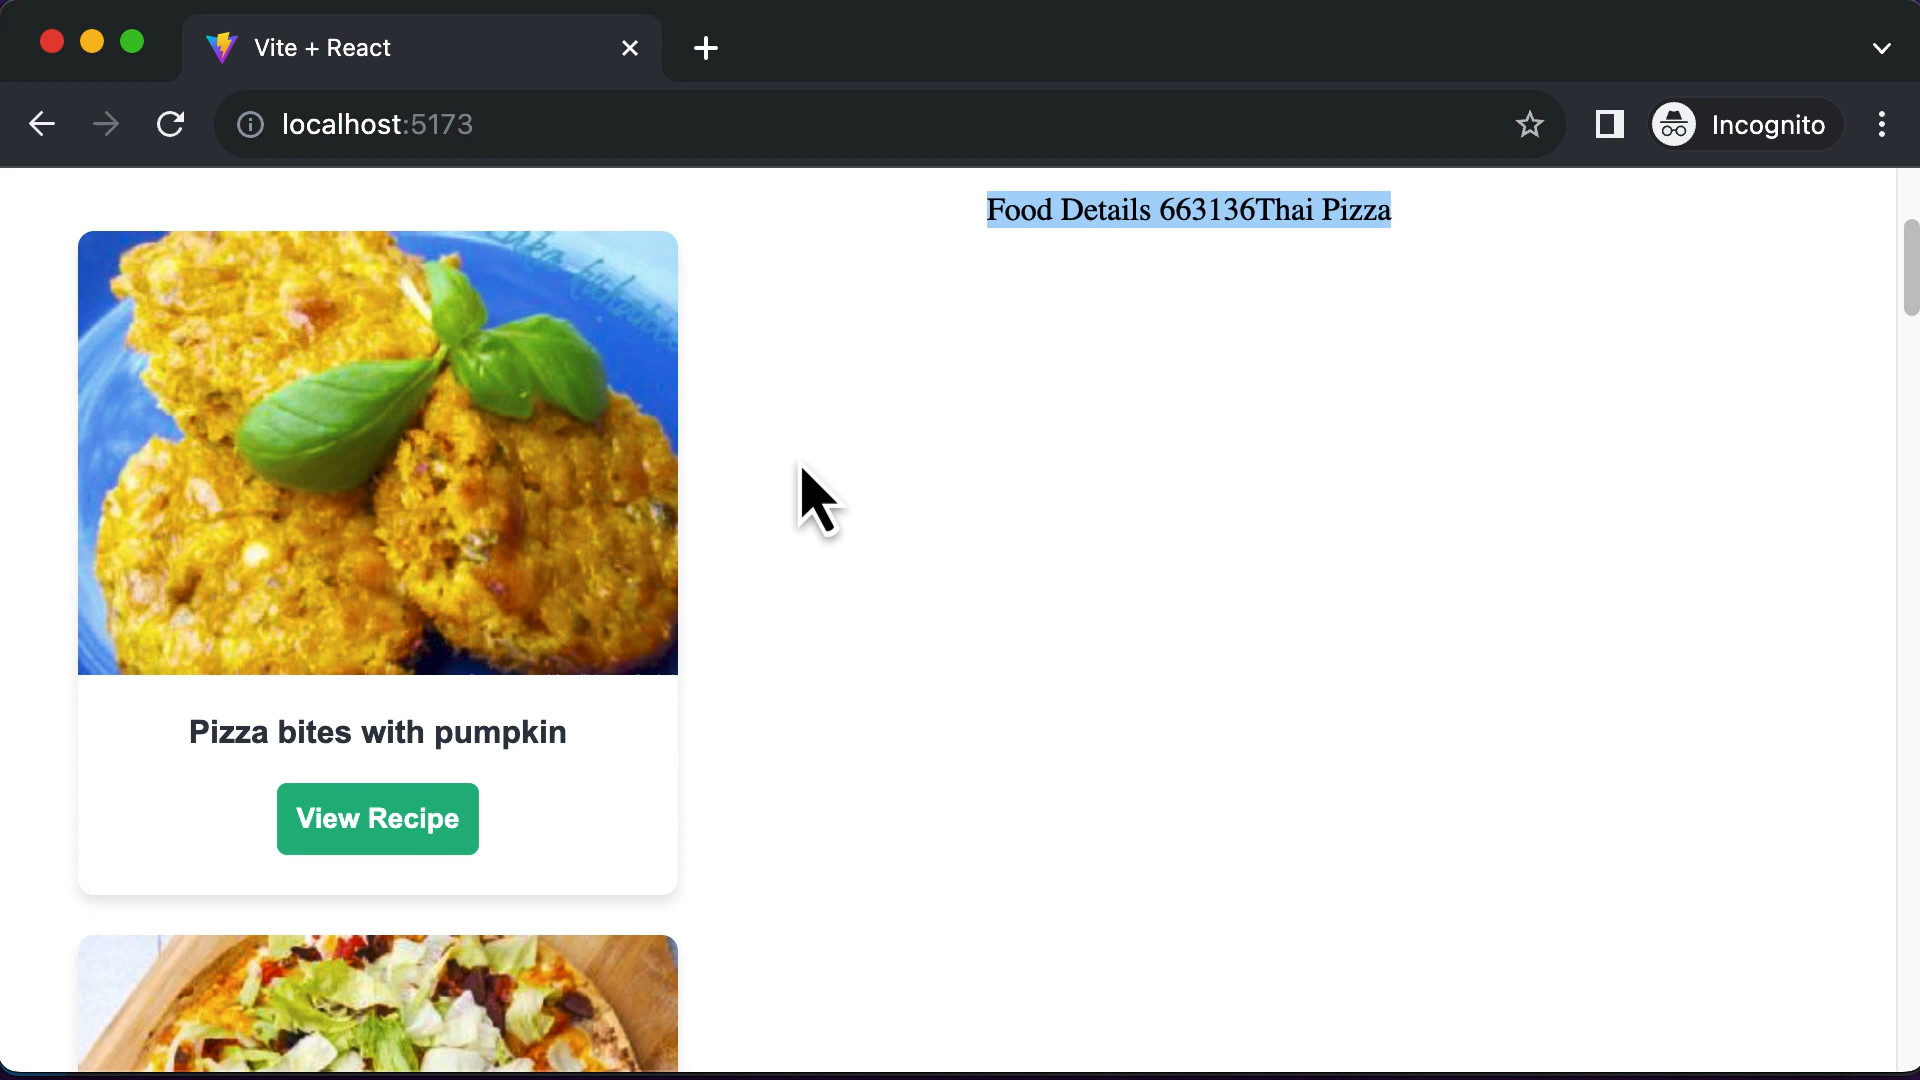 Vite + React
localhost:5173
Incognito
Food Details 663136Thai Pizza
Pizza bites with pumpkin
View Recipe